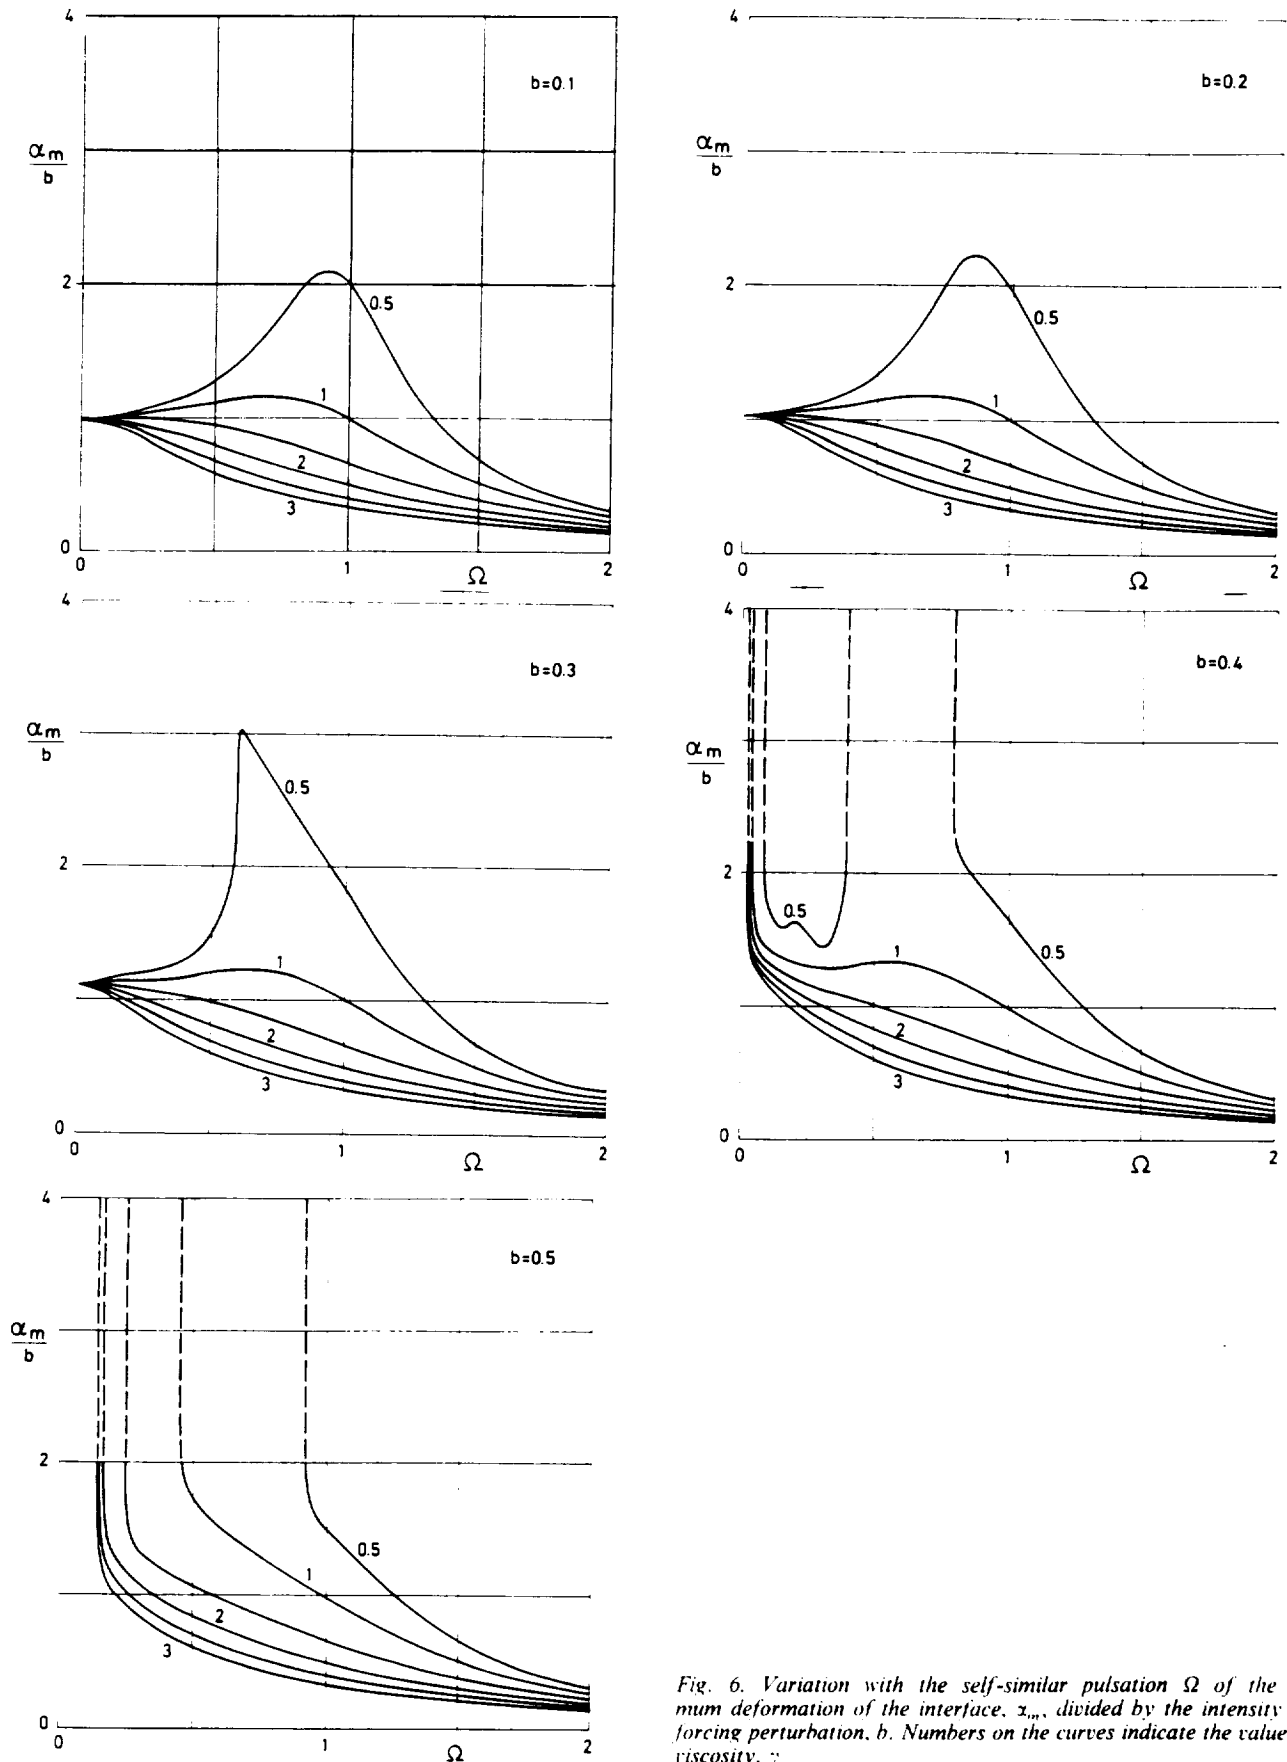 4
b=0.1
αm
b
2
0.5
1
2
3
0
0
1
Ω
2
4
b=0.2
αm
b
2
0.5
1
2
3
0
0
1
Ω
2
4
b=0.3
αm
b
2
0.5
1
2
3
0
0
1
Ω
2
4
b=0.4
αm
b
2
0.5
0.5
1
2
3
0
0
1
Ω
2
4
b=0.5
αm
b
2
0.5
1
2
3
0
Fig. 6. Variation with the self-similar pulsation Ω of the
mum deformation of the interface, αm, divided by the intensity
forcing perturbation, b. Numbers on the curves indicate the value
viscosity,